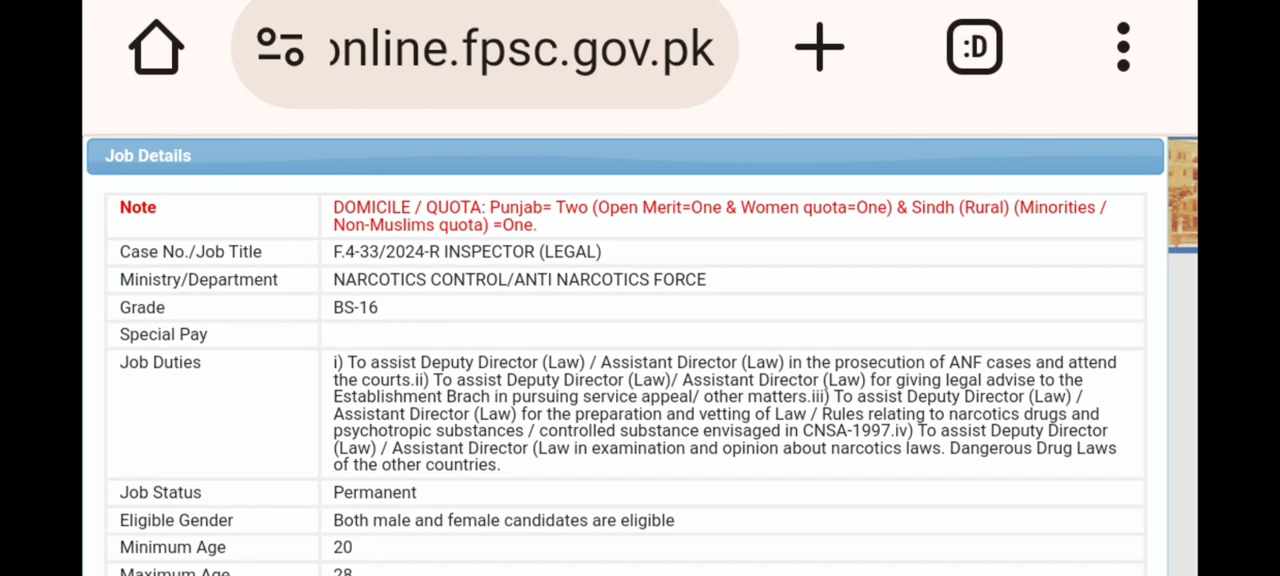 online.fpsc.gov.pk
:D
Job Details
Note
DOMICILE / QUOTA: Punjab= Two (Open Merit=One & Women quota=One) & Sindh (Rural) (Minorities /
Non-Muslims quota) =One.
Case No./Job Title
F.4-33/2024-R INSPECTOR (LEGAL)
Ministry/Department
NARCOTICS CONTROL/ANTI NARCOTICS FORCE
Grade
BS-16
Special Pay
Job Duties
i) To assist Deputy Director (Law) / Assistant Director (Law) in the prosecution of ANF cases and attend
the courts.ii) To assist Deputy Director (Law)/ Assistant Director (Law) for giving legal advise to the
Establishment Brach in pursuing service appeal/ other matters.iii) To assist Deputy Director (Law) /
Assistant Director (Law) for the preparation and vetting of Law / Rules relating to narcotics drugs and
psychotropic substances / controlled substance envisaged in CNSA-1997.iv) To assist Deputy Director
(Law) / Assistant Director (Law in examination and opinion about narcotics laws. Dangerous Drug Laws
of the other countries.
Job Status
Permanent
Eligible Gender
Both male and female candidates are eligible
Minimum Age
20
Maximum Age
28